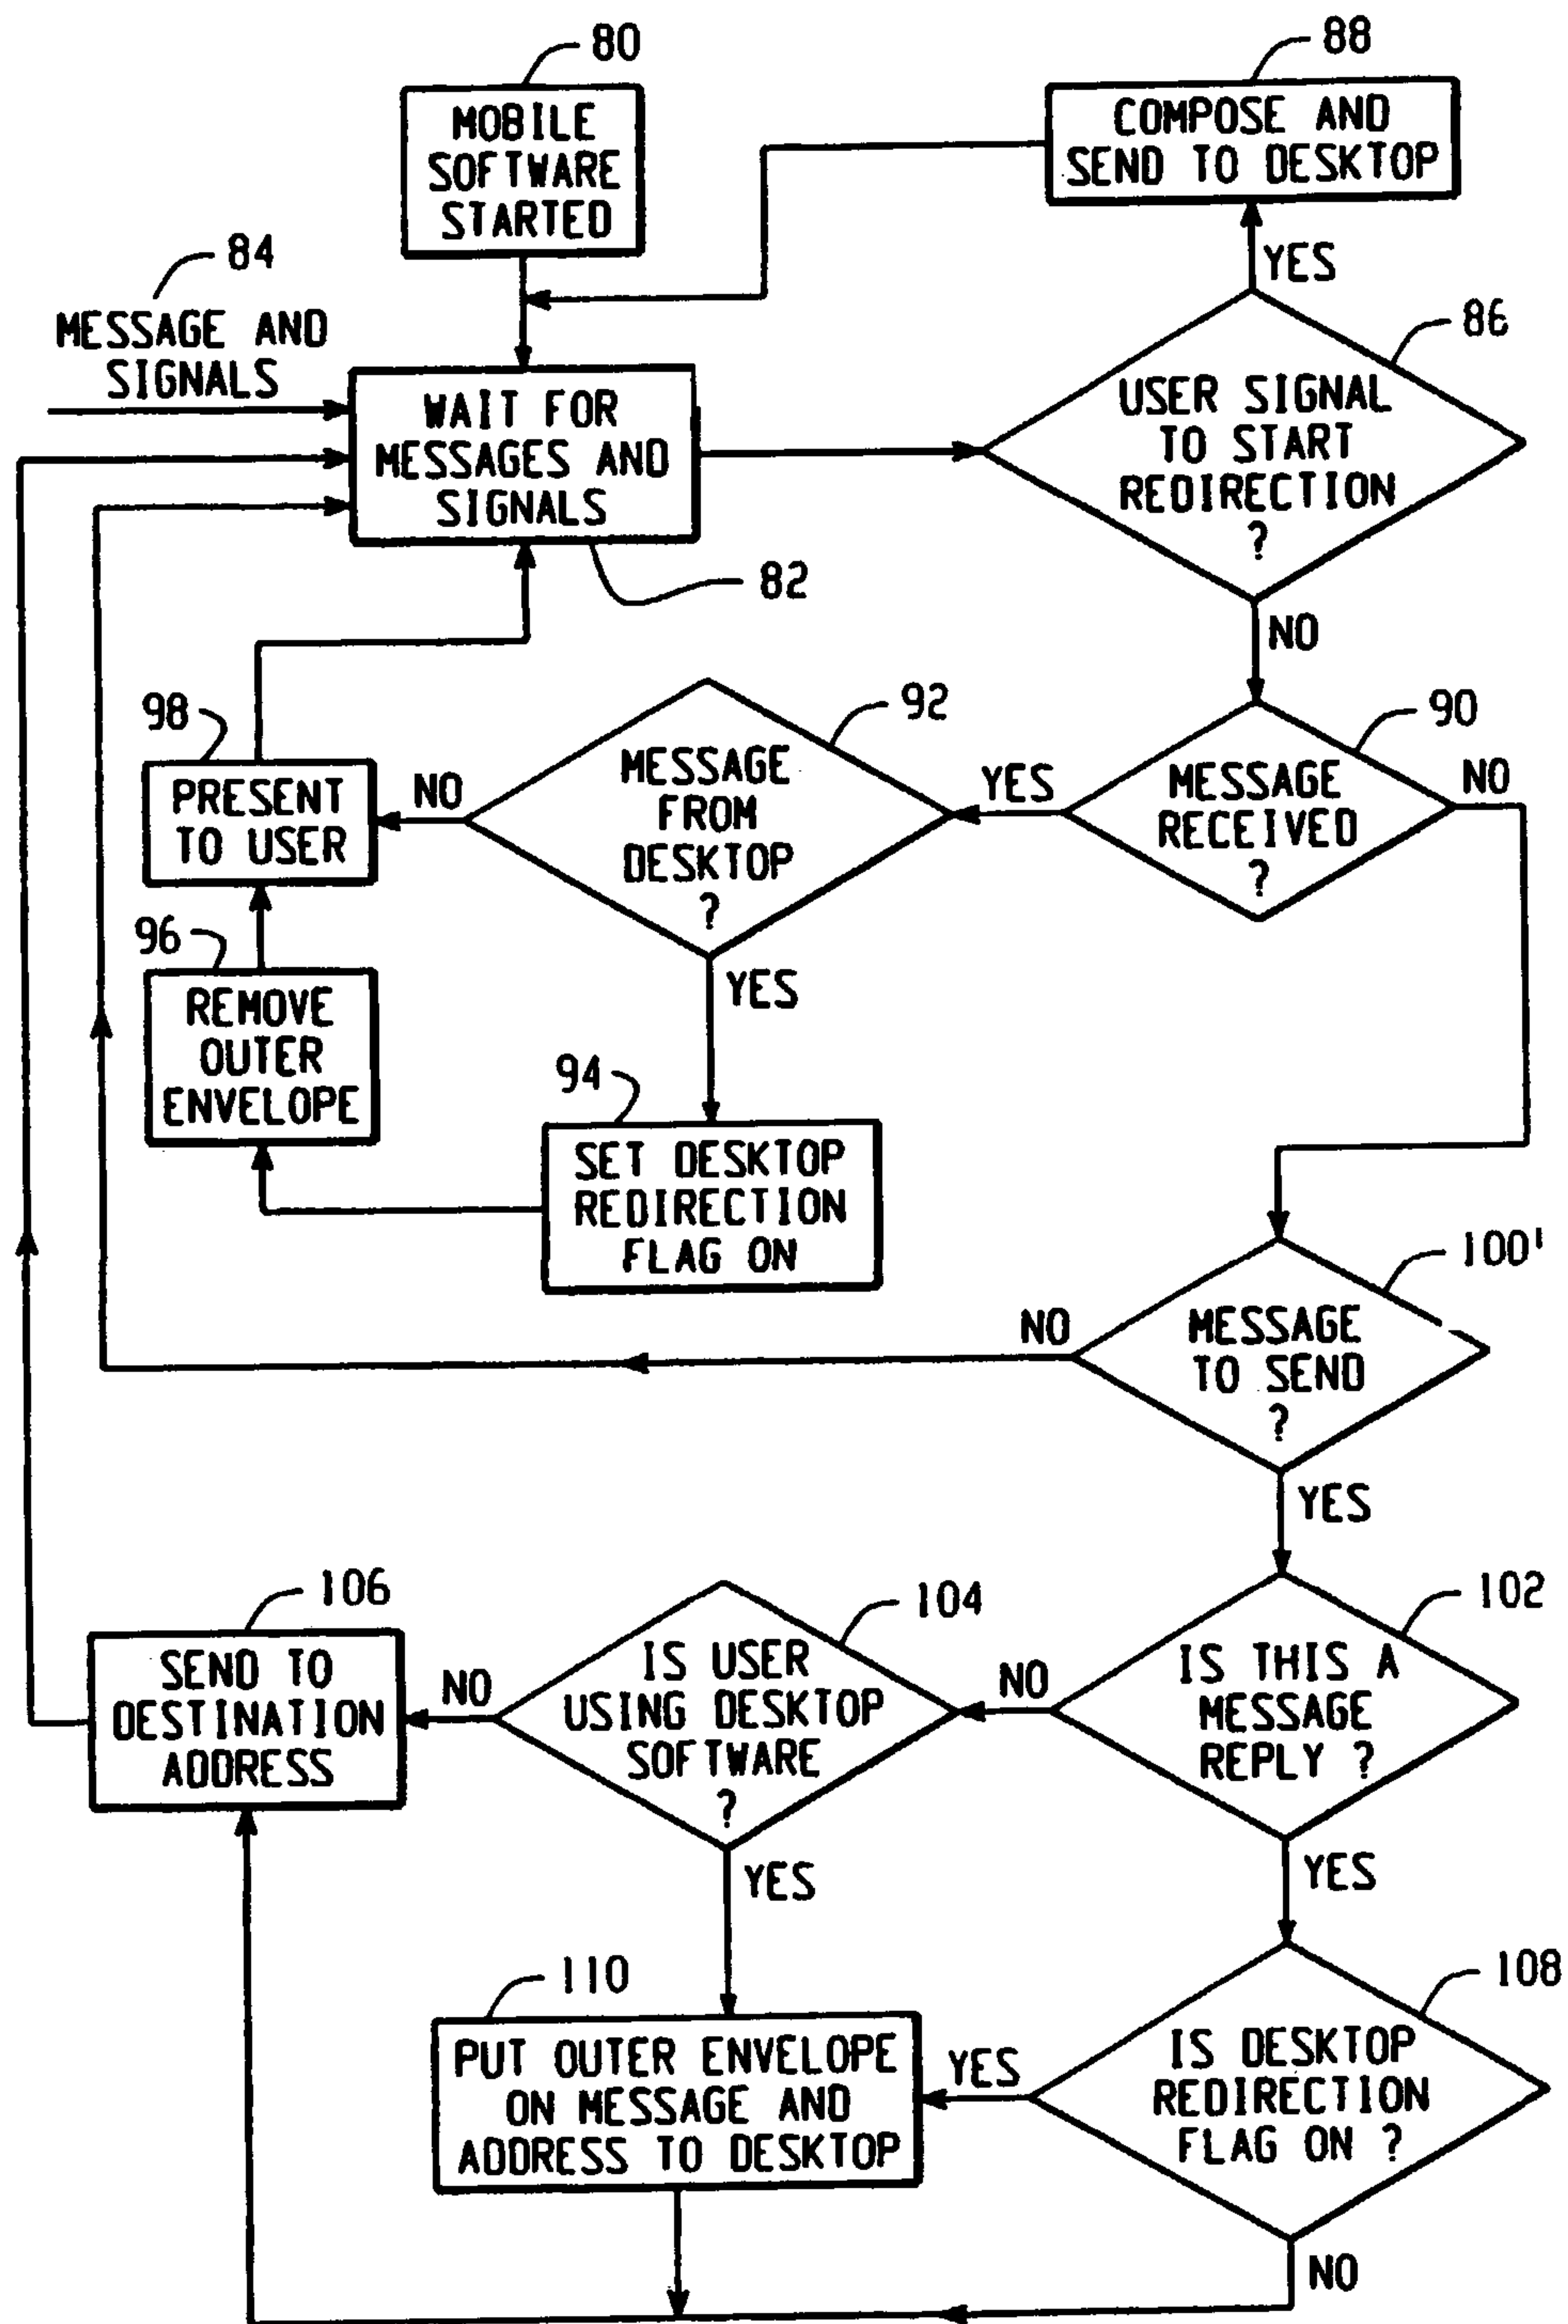 80
MOBILE
SOFTWARE
STARTED
88
COMPOSE AND
SEND TO DESKTOP
YES
84
MESSAGE AND
SIGNALS
WAIT FOR
MESSAGES AND
SIGNALS
82
86
USER SIGNAL
TO START
REDIRECTION
?
NO
98
PRESENT
TO USER
NO
92
MESSAGE
FROM
DESKTOP
?
YES
90
MESSAGE
RECEIVED
?
NO
96
REMOVE
OUTER
ENVELOPE
YES
94
SET DESKTOP
REDIRECTION
FLAG ON
100'
MESSAGE
TO SEND
?
NO
YES
106
SEND TO
DESTINATION
ADDRESS
NO
104
IS USER
USING DESKTOP
SOFTWARE
?
NO
102
IS THIS A
MESSAGE
REPLY ?
YES
YES
110
PUT OUTER ENVELOPE
ON MESSAGE AND
ADDRESS TO DESKTOP
YES
108
IS DESKTOP
REDIRECTION
FLAG ON ?
NO